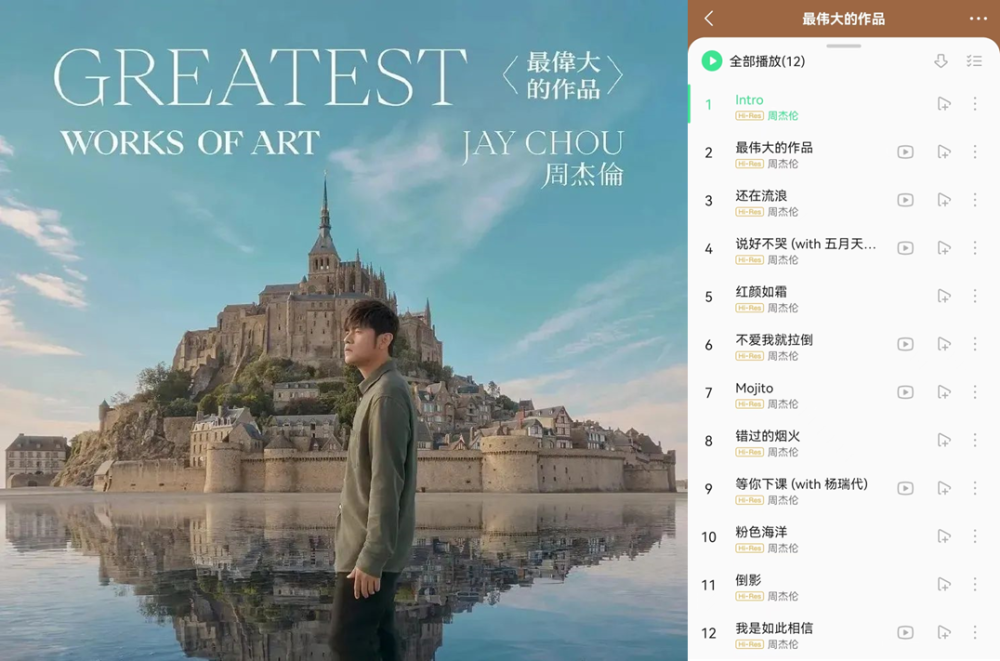 GREATEST
〈最偉大
的作品〉
WORKS OF ART
JAY CHOU
周杰倫
最伟大的作品
全部播放(12)
1 Intro
Hi-Res 周杰伦
2 最伟大的作品
Hi-Res 周杰伦
3 还在流浪
Hi-Res 周杰伦
4 说好不哭 (with 五月天...
Hi-Res 周杰伦
5 红颜如霜
Hi-Res 周杰伦
6 不爱我就拉倒
Hi-Res 周杰伦
7 Mojito
Hi-Res 周杰伦
8 错过的烟火
Hi-Res 周杰伦
9 等你下课 (with 杨瑞代)
Hi-Res 周杰伦
10 粉色海洋
Hi-Res 周杰伦
11 倒影
Hi-Res 周杰伦
12 我是如此相信
Hi-Res 周杰伦